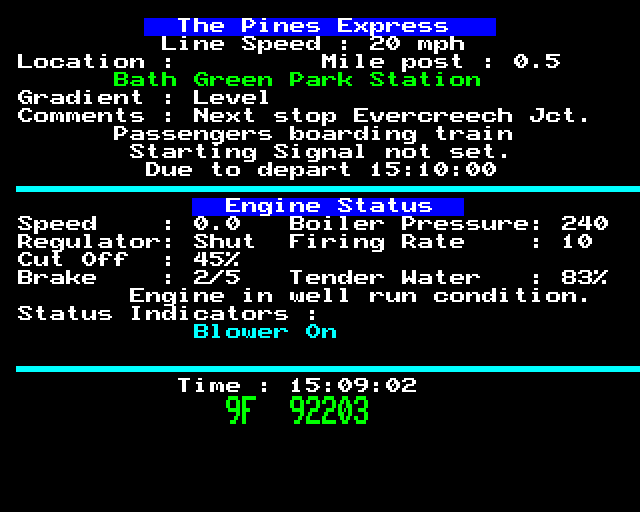 The Pines Express
Line Speed : 20 mph
Location : Mile post : 0.5
Bath Green Park Station
Gradient : Level
Comments : Next stop Evercreech Jct.
Passengers boarding train
Starting Signal not set.
Due to depart 15:10:00
Engine Status
Speed : 0.0 Boiler Pressure: 240
Regulator: Shut Firing Rate : 10
Cut Off : 45%
Brake : 2/5 Tender Water : 83%
Engine in well run condition.
Status Indicators :
Blower On
Time : 15:09:02
9F 92203